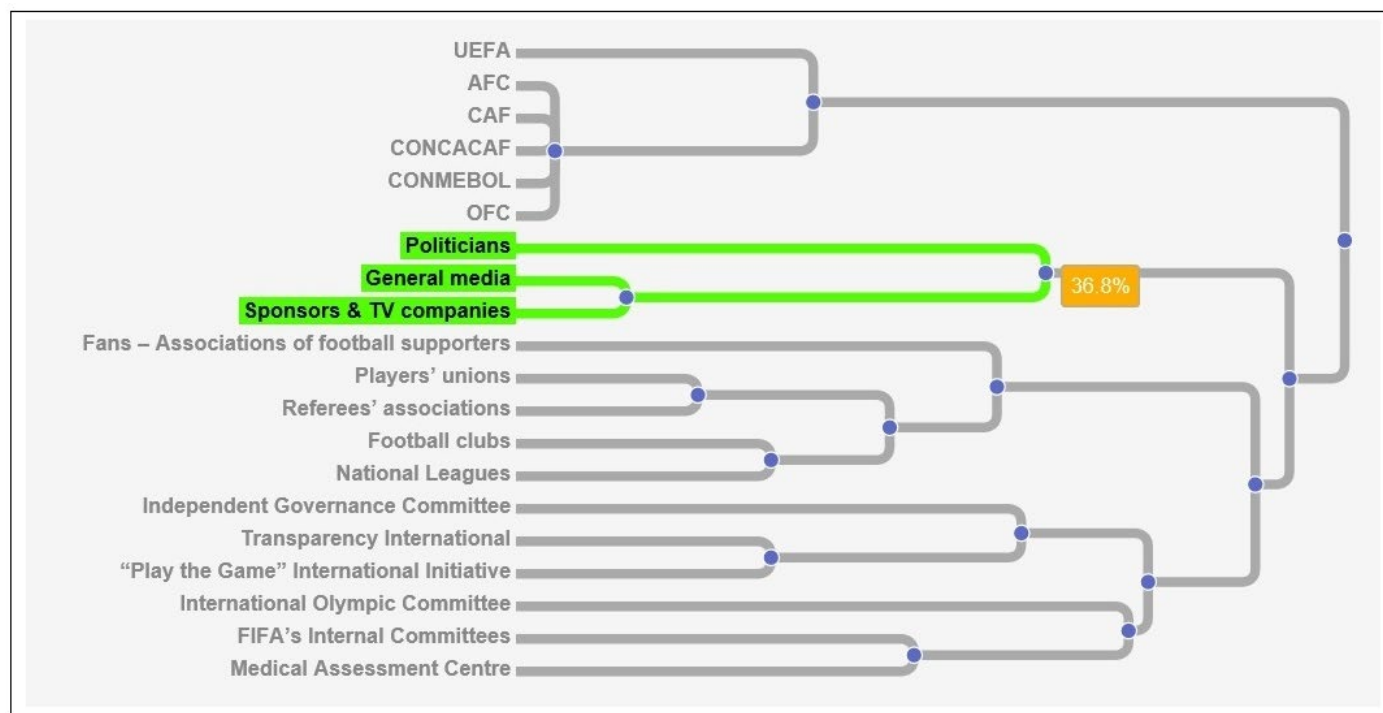 UEFA
AFC
CAF
CONCACAF
CONMEBOL
OFC
Politicians
General media
36.8%
Sponsors & TV companies
Fans – Associations of football supporters
Players’ unions
Referees’ associations
Football clubs
National Leagues
Independent Governance Committee
Transparency International
“Play the Game” International Initiative
International Olympic Committee
FIFA’s Internal Committees
Medical Assessment Centre